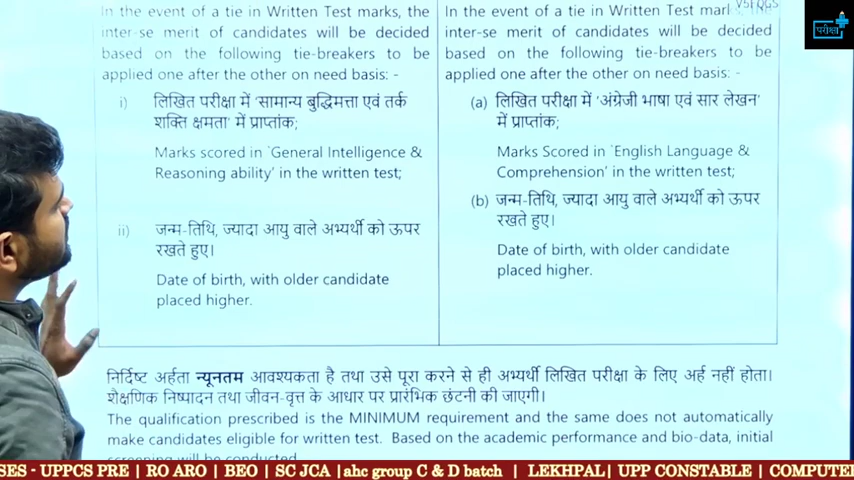 V5FQGS
परीक्षा
In the event of a tie in Written Test marks, the
inter-se merit of candidates will be decided
based on the following tie-breakers to be
applied one after the other on need basis: -
i) लिखित परीक्षा में 'सामान्य बुद्धिमत्ता एवं तर्क
शक्ति क्षमता' में प्राप्तांक;
Marks scored in `General Intelligence &
Reasoning ability' in the written test;
ii) जन्म-तिथि, ज्यादा आयु वाले अभ्यर्थी को ऊपर
रखते हुए।
Date of birth, with older candidate
placed higher.
In the event of a tie in Written Test
inter-se merit of candidates will be decided
based on the following tie-breakers to be
applied one after the other on need basis: -
(a) लिखित परीक्षा में 'अंग्रेजी भाषा एवं सार लेखन'
में प्राप्तांक;
Marks Scored in `English Language &
Comprehension' in the written test;
(b) जन्म-तिथि, ज्यादा आयु वाले अभ्यर्थी को ऊपर
रखते हुए।
Date of birth, with older candidate
placed higher.
निर्दिष्ट अर्हता न्यूनतम आवश्यकता है तथा उसे पूरा करने से ही अभ्यर्थी लिखित परीक्षा के लिए अर्ह नहीं होता।
शैक्षणिक निष्पादन तथा जीवन-वृत्त के आधार पर प्रारंभिक छंटनी की जाएगी।
The qualification prescribed is the MINIMUM requirement and the same does not automatically
make candidates eligible for written test. Based on the academic performance and bio-data, initial
screening will be conducted
SES - UPPCS PRE | RO ARO | BEO | SC JCA |ahc group C & D batch | LEKHPAL| UPP CONSTABLE | COMPUTE